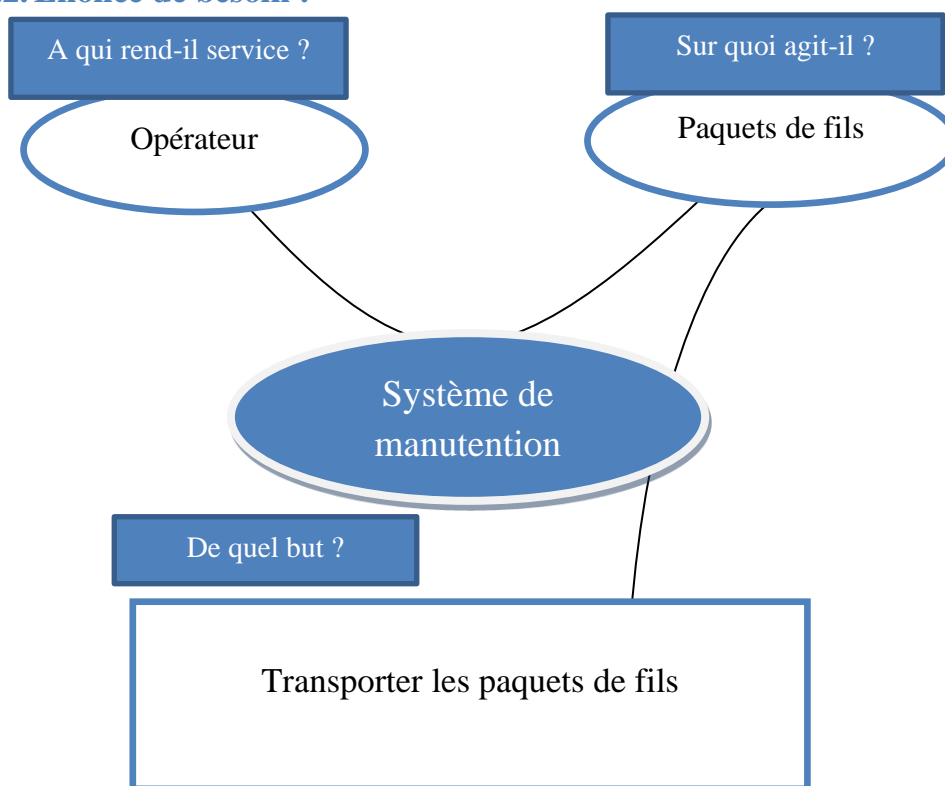 A qui rend-il service ?
Sur quoi agit-il ?
Opérateur
Paquets de fils
Système de
manutention
De quel but ?
Transporter les paquets de fils